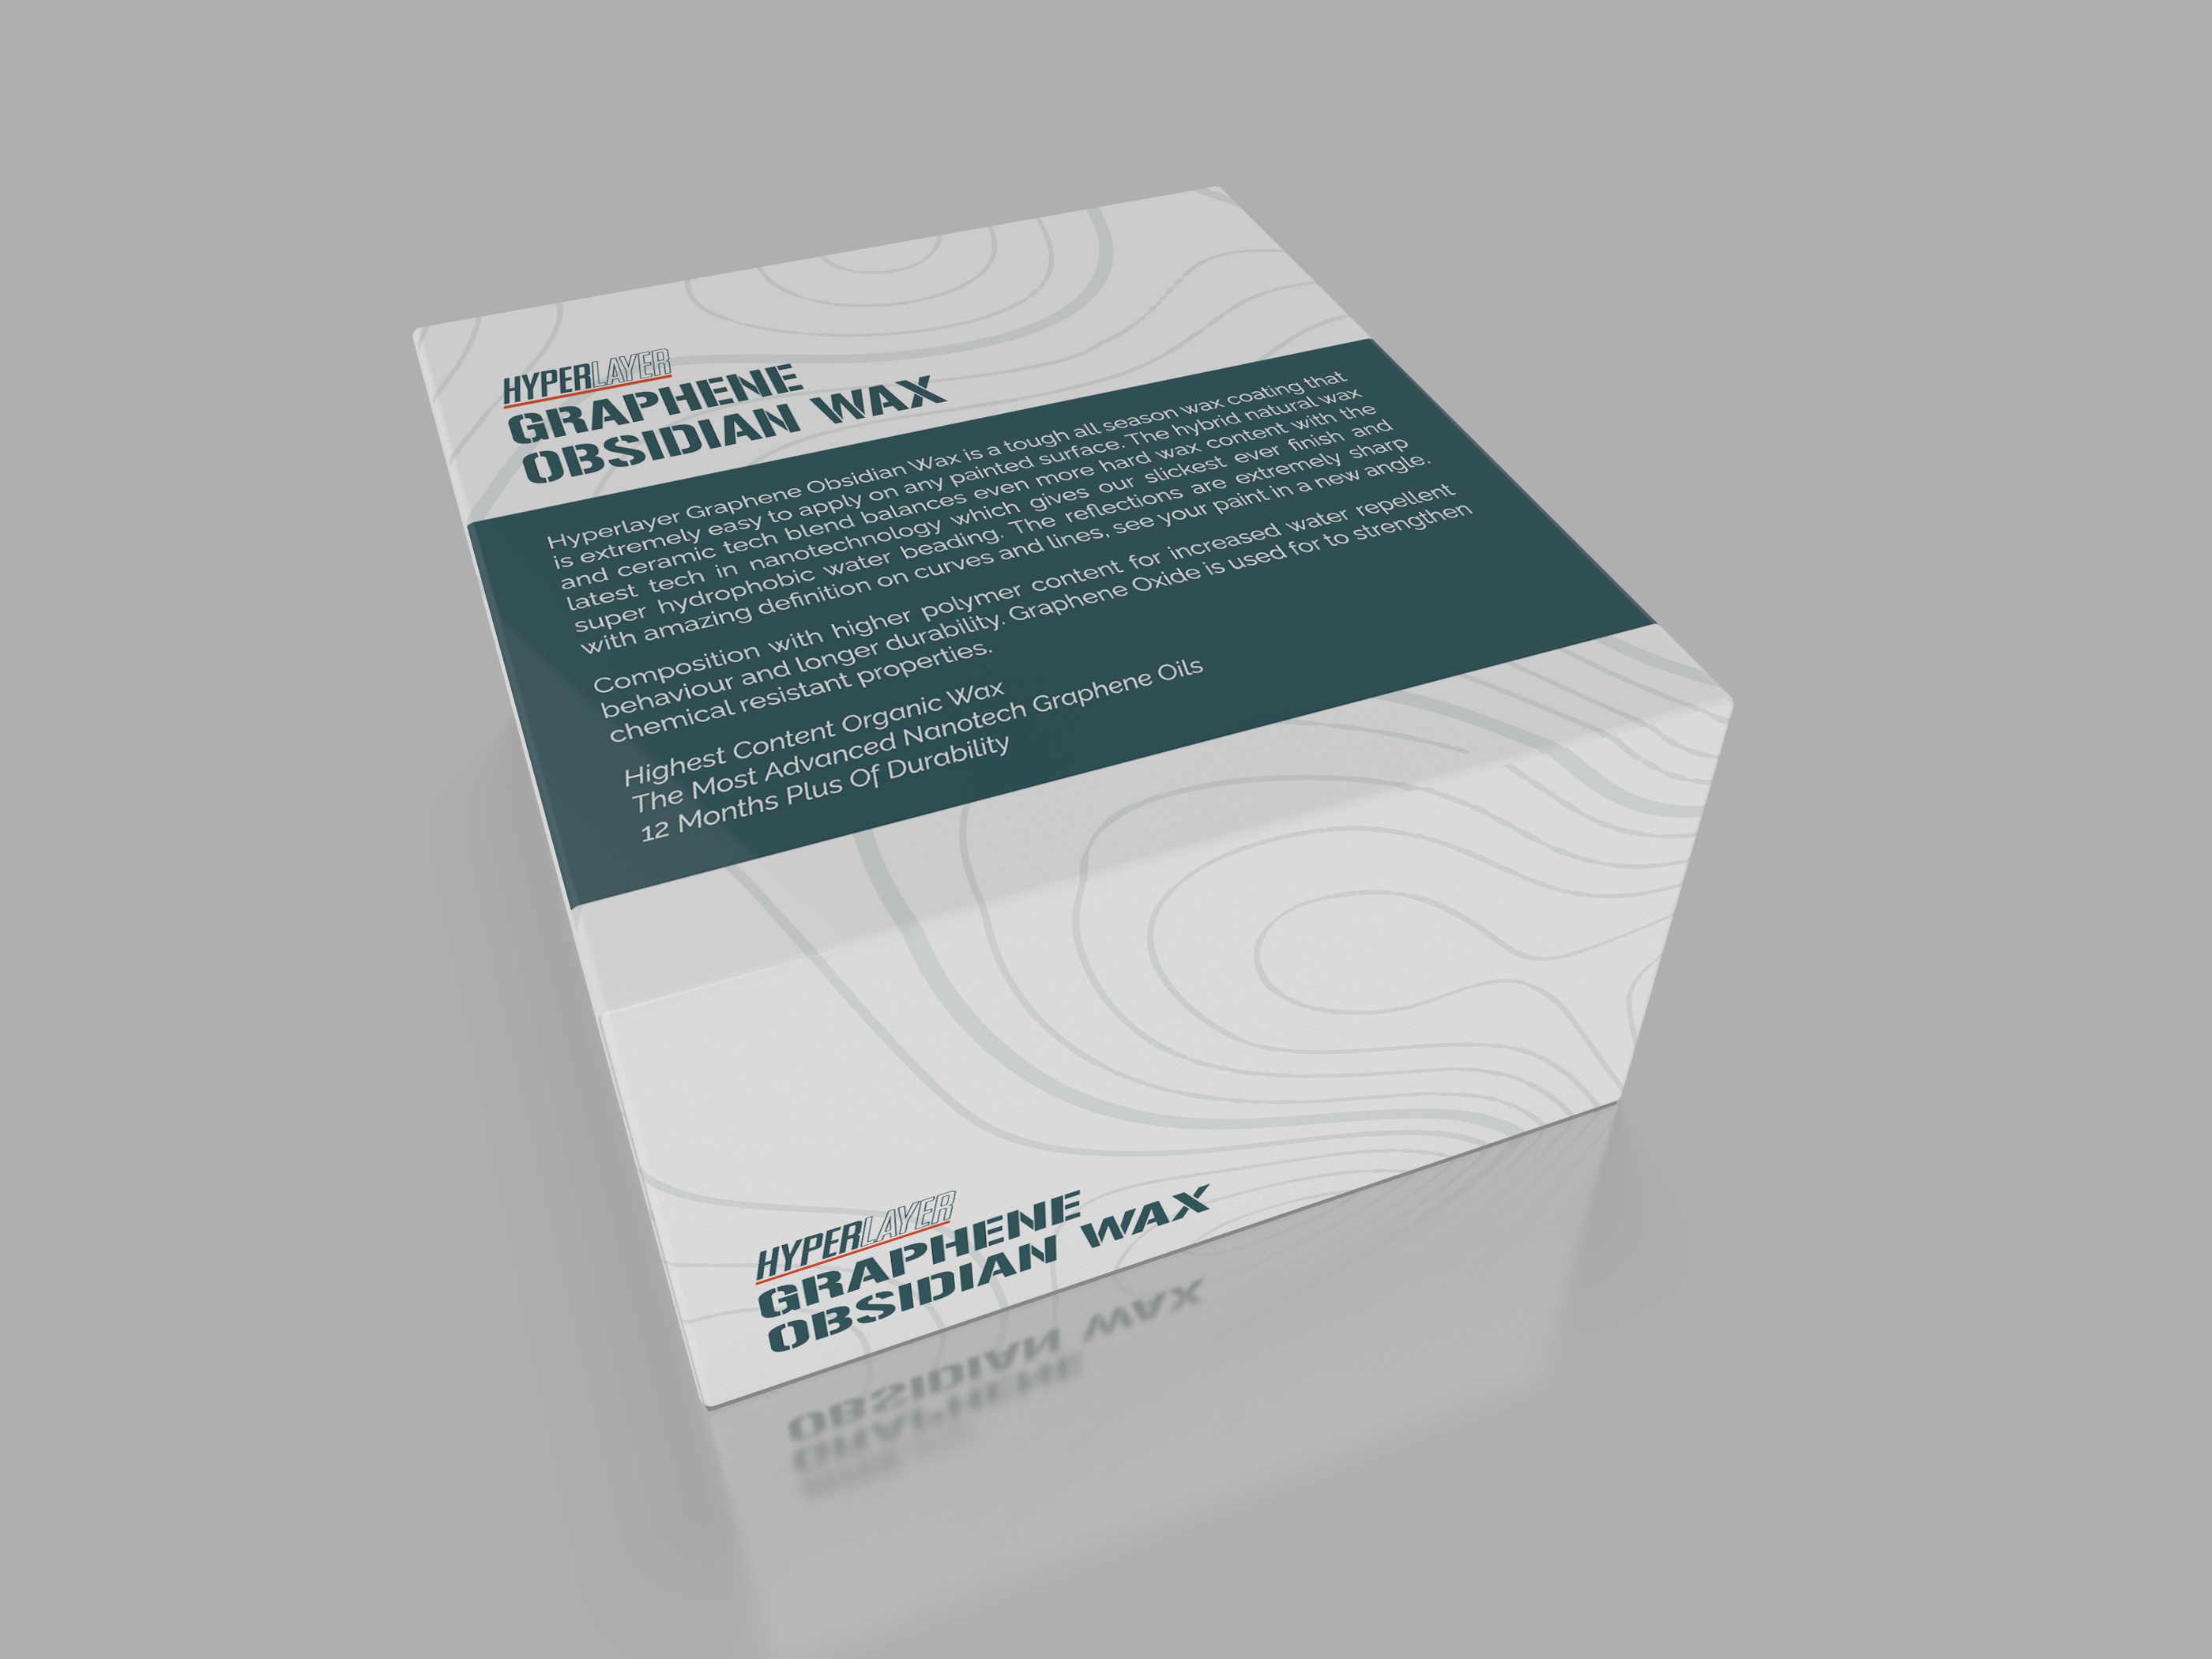 HYPERLAYER
GRAPHENE
OBSIDIAN WAX
Hyperlayer Graphene Obsidian Wax is a tough all season wax coating that
is extremely easy to apply on any painted surface. The hybrid natural wax
and ceramic tech blend balances even more hard wax content with the
latest tech in nanotechnology which gives our slickest ever finish and
super hydrophobic water beading. The reflections are extremely sharp
with amazing definition on curves and lines, see your paint in a new angle.
Composition with higher polymer content for increased water repellent
behaviour and longer durability. Graphene Oxide is used for to strengthen
chemical resistant properties.
Highest Content Organic Wax
The Most Advanced Nanotech Graphene Oils
12 Months Plus Of Durability
HYPERLAYER
GRAPHENE
OBSIDIAN WAX